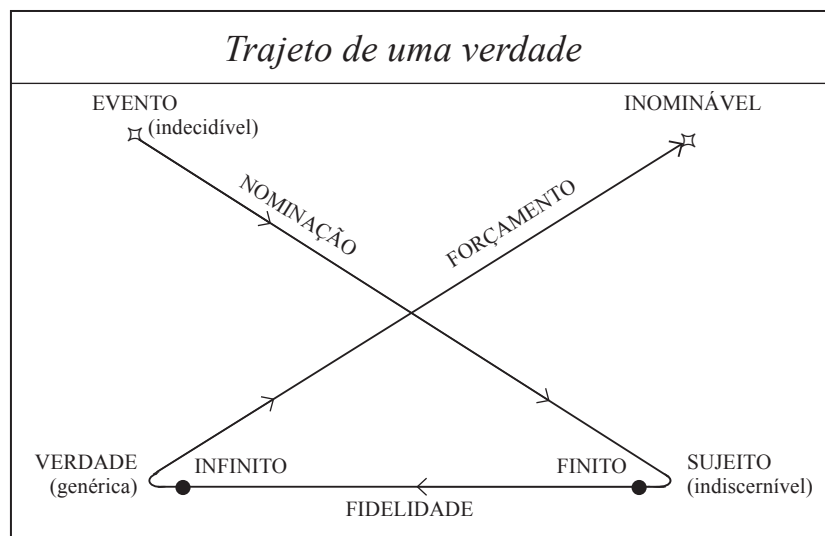 Trajeto de uma verdade
EVENTO
(indecidível)
INOMINÁVEL
NOMINAÇÃO
FORÇAMENTO
VERDADE
(genérica)
INFINITO
FINITO
SUJEITO
(indiscernível)
FIDELIDADE